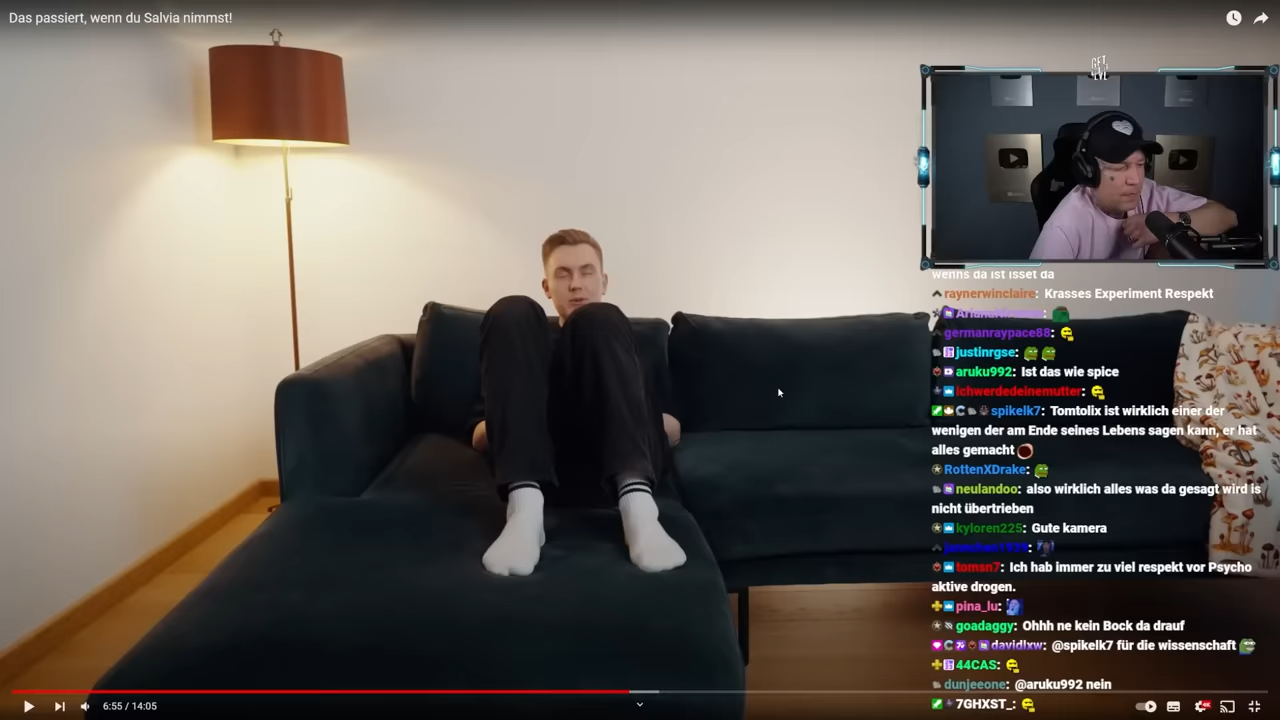 Das passiert, wenn du Salvia nimmst!
wenns da ist isset da
raynerwinclaire: Krasses Experiment Respekt
germanraypace88:
justinrgse:
aruku992: Ist das wie spice
ichwerdedeinemutter:
spikelk7: Tomtolix ist wirklich einer der
wenigen der am Ende seines Lebens sagen kann, er hat
alles gemacht
RottenXDrake:
neulandoo: also wirklich alles was da gesagt wird is
nicht übertrieben
kyloren225: Gute kamera
tomsn7: Ich hab immer zu viel respekt vor Psycho
aktive drogen.
pina_lu:
goadaggy: Ohhh ne kein Bock da drauf
davidlxw: @spikelk7 für die wissenschaft
44CAS:
dunjeeone: @aruku992 nein
7GHXST_:
6:55 / 14:05